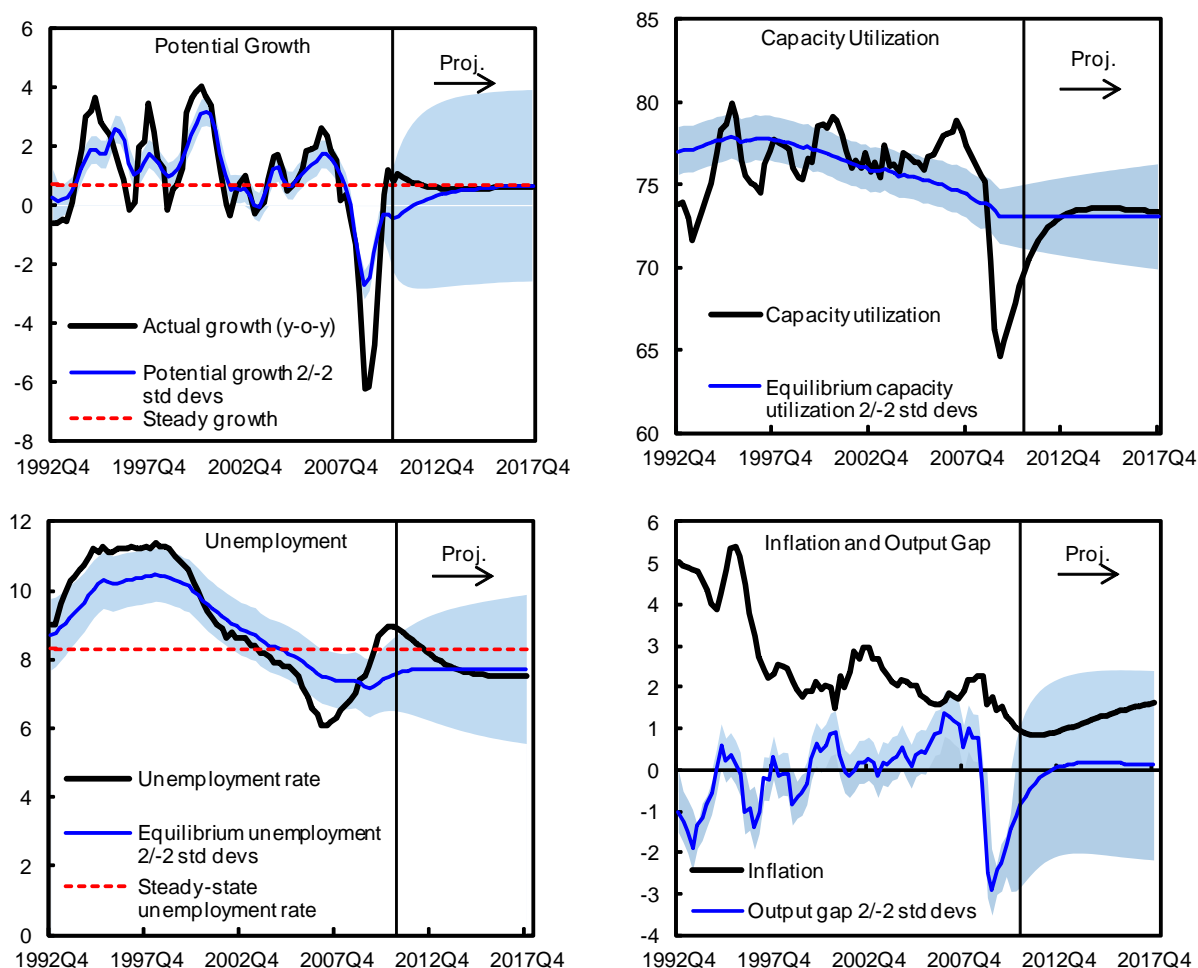 Potential Growth
Proj.
6
4
2
0
-2
-4
-6
-8
Actual growth (y-o-y)
Potential growth 2/-2
std devs
Steady growth
1992Q4 1997Q4 2002Q4 2007Q4 2012Q4 2017Q4
Capacity Utilization
Proj.
85
80
75
70
65
60
Capacity utilization
Equilibrium capacity
utilization 2/-2 std devs
1992Q4 1997Q4 2002Q4 2007Q4 2012Q4 2017Q4
Unemployment
Proj.
12
10
8
6
4
2
0
Unemployment rate
Equilibrium unemployment
2/-2 std devs
Steady-state
unemployment rate
1992Q4 1997Q4 2002Q4 2007Q4 2012Q4 2017Q4
Inflation and Output Gap
Proj.
6
5
4
3
2
1
0
-1
-2
-3
-4
Inflation
Output gap 2/-2 std devs
1992Q4 1997Q4 2002Q4 2007Q4 2012Q4 2017Q4